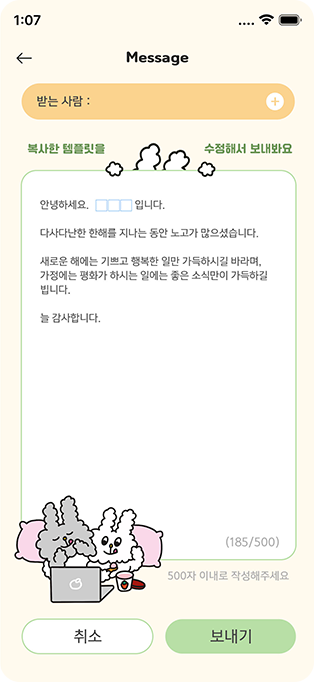 1:07
Message
받는 사람 :
복사한 템플릿을 수정해서 보내봐요
안녕하세요. □□□ 입니다.
다사다난한 한해를 지나는 동안 노고가 많으셨습니다.
새로운 해에는 기쁘고 행복한 일만 가득하시길 바라며,
가정에는 평화가 하시는 일에는 좋은 소식만이 가득하길
빕니다.
늘 감사합니다.
(185/500)
500자 이내로 작성해주세요
취소 보내기